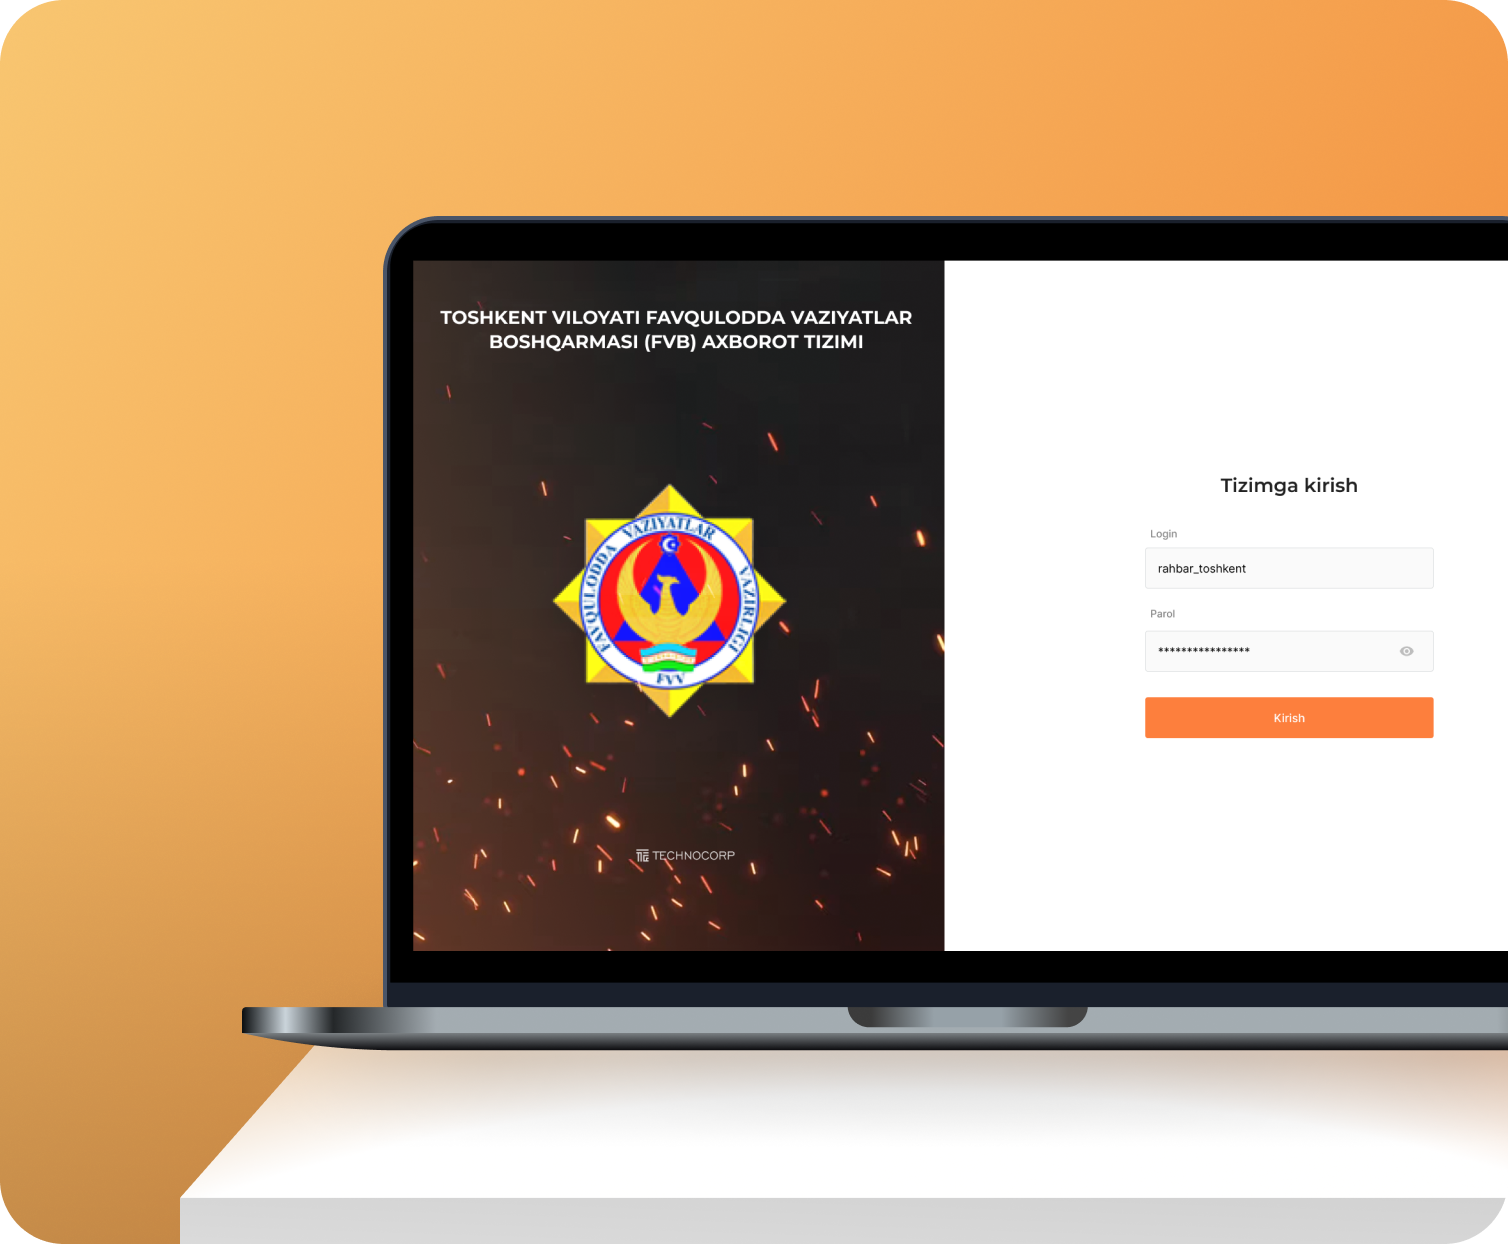 TOSHKENT VILOYATI FAVQULODDA VAZIYATLAR
BOSHQARMASI (FVB) AXBOROT TIZIMI
FAVQULODDA VAZIYATLAR VAZIRLIGI
FVV
TECHNOCORP
Tizimga kirish
Login
rahbar_toshkent
Parol
****************
Kirish